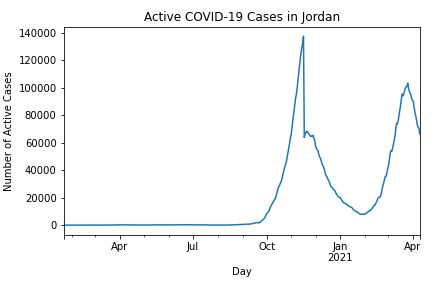 Active COVID-19 Cases in Jordan
140000
120000
100000
80000
60000
40000
20000
0
Number of Active Cases
Apr
Jul
Oct
Jan
2021
Apr
Day